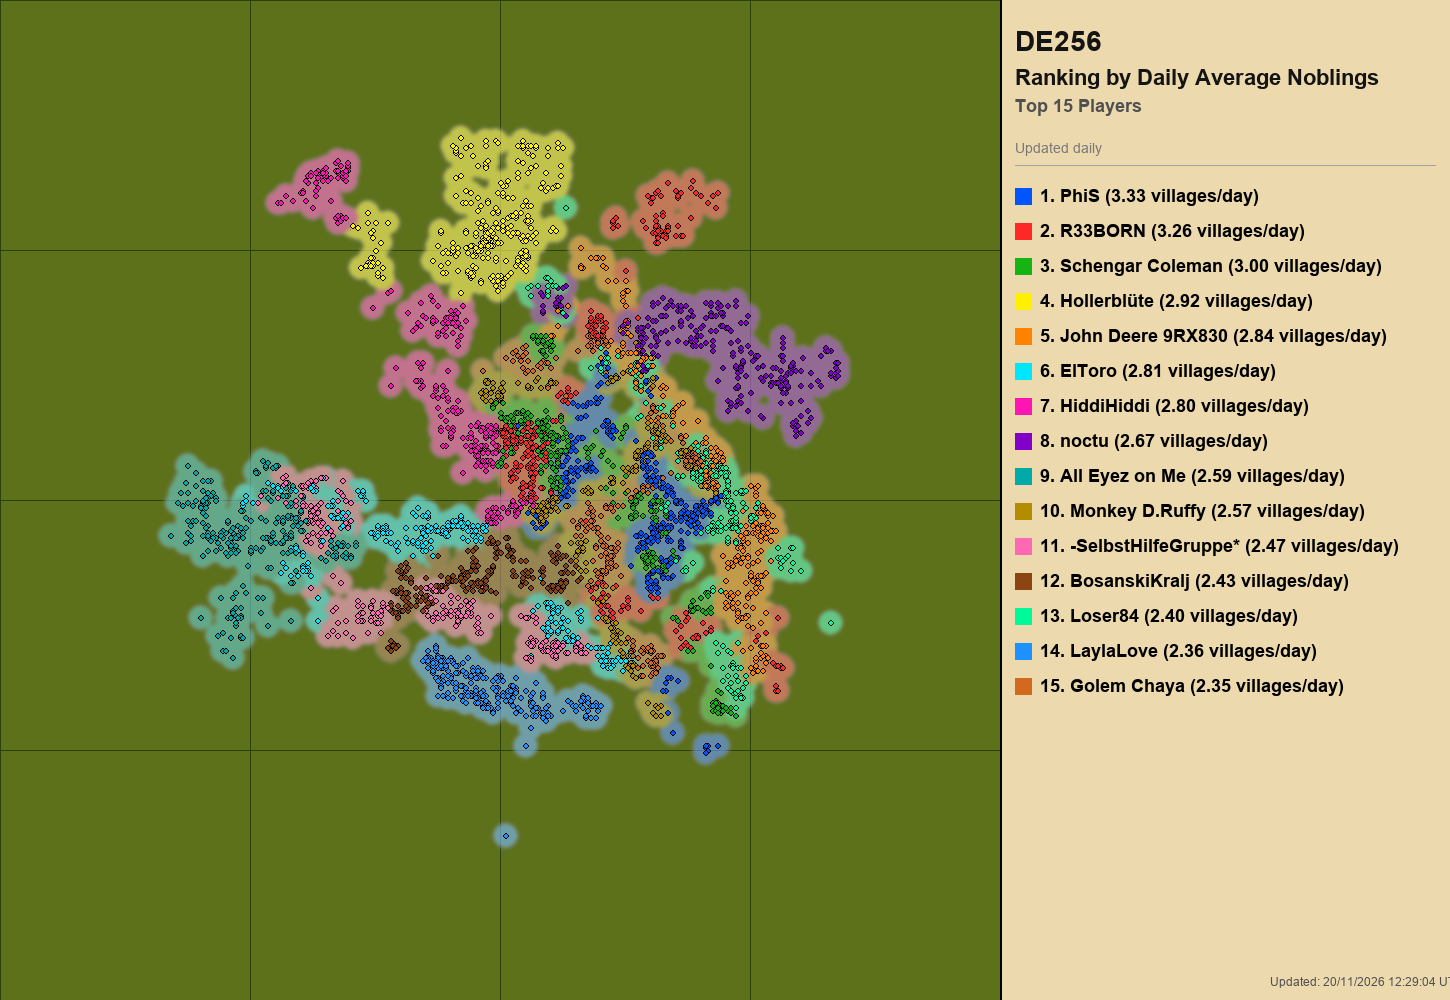 DE256
Ranking by Daily Average Noblings
Top 15 Players
Updated daily
1. PhiS (3.33 villages/day)
2. R33BORN (3.26 villages/day)
3. Schengar Coleman (3.00 villages/day)
4. Hollerblüte (2.92 villages/day)
5. John Deere 9RX830 (2.84 villages/day)
6. ElToro (2.81 villages/day)
7. HiddiHiddi (2.80 villages/day)
8. noctu (2.67 villages/day)
9. All Eyez on Me (2.59 villages/day)
10. Monkey D.Ruffy (2.57 villages/day)
11. -SelbstHilfeGruppe* (2.47 villages/day)
12. BosanskiKralj (2.43 villages/day)
13. Loser84 (2.40 villages/day)
14. LaylaLove (2.36 villages/day)
15. Golem Chaya (2.35 villages/day)
Updated: 20/11/2026 12:29:04